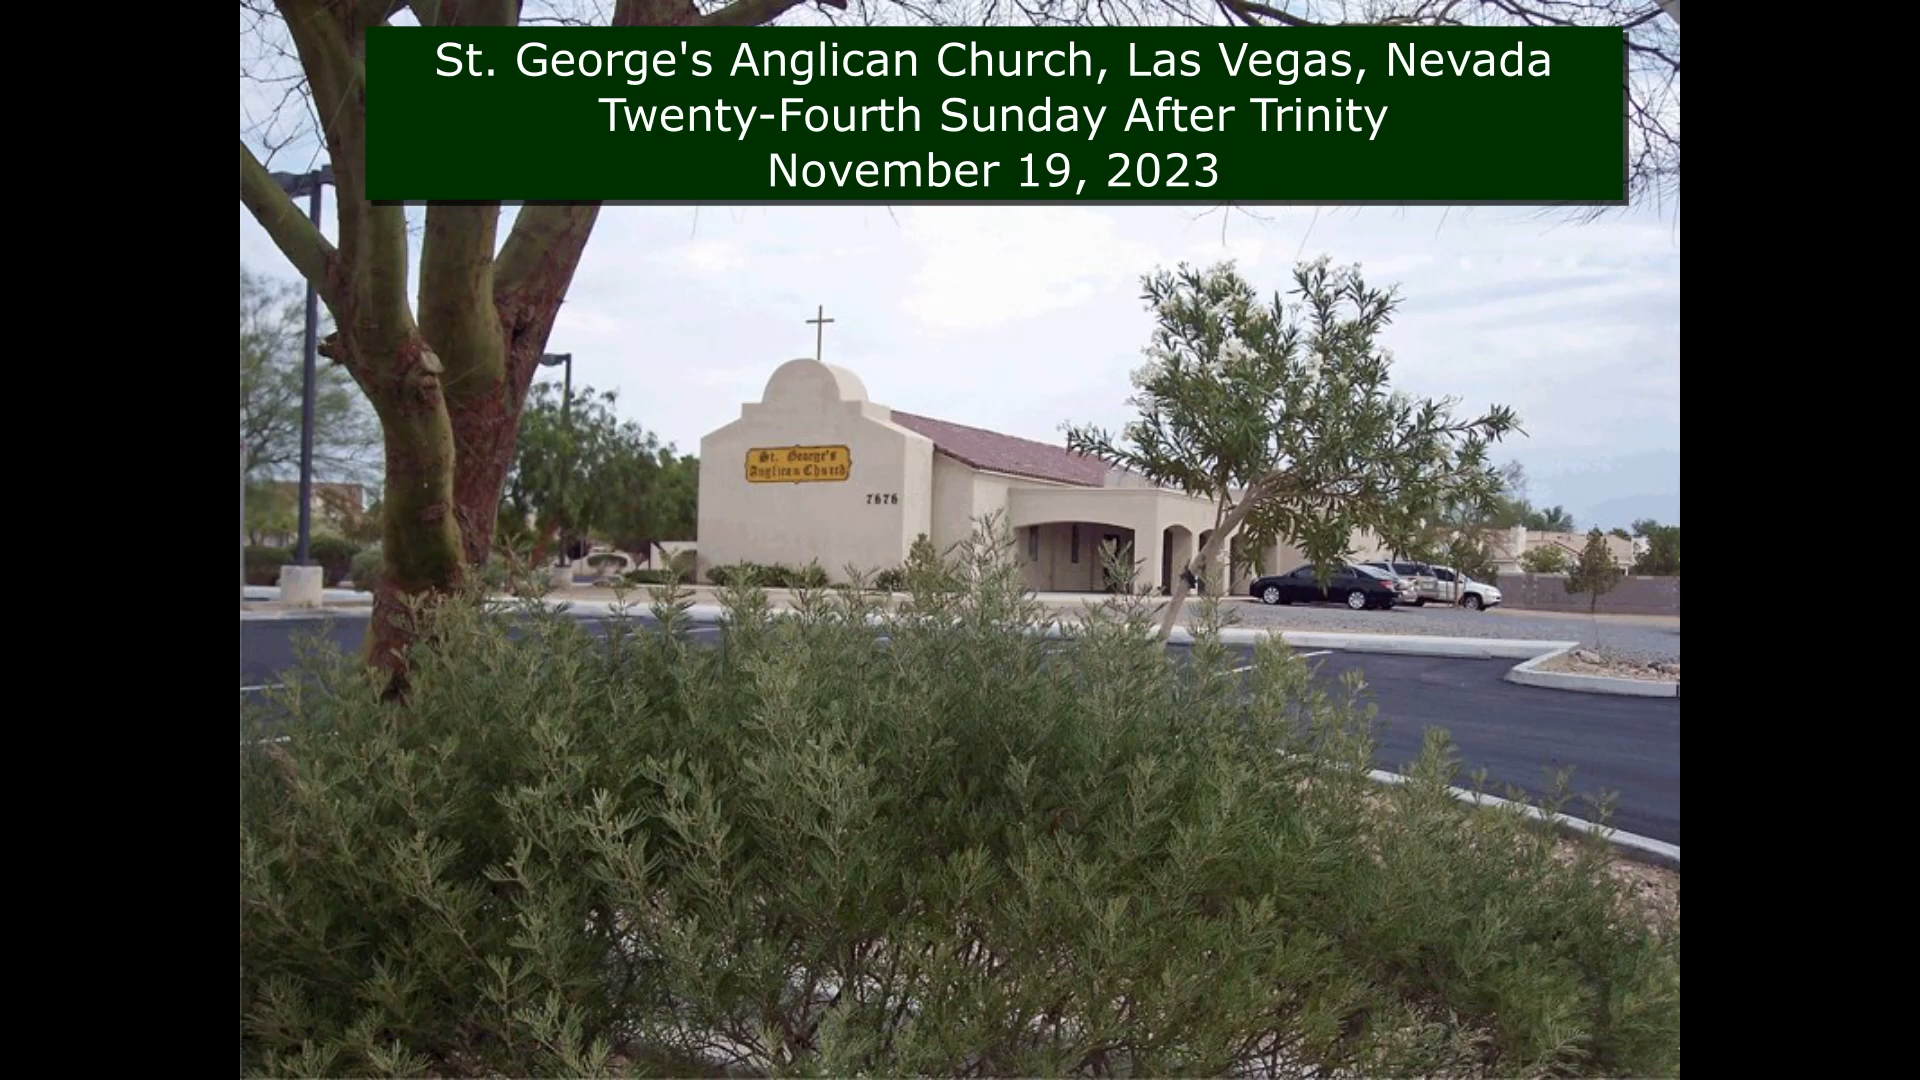 St. George's Anglican Church, Las Vegas, Nevada
Twenty-Fourth Sunday After Trinity
November 19, 2023
St. George's
Anglican Church
7676